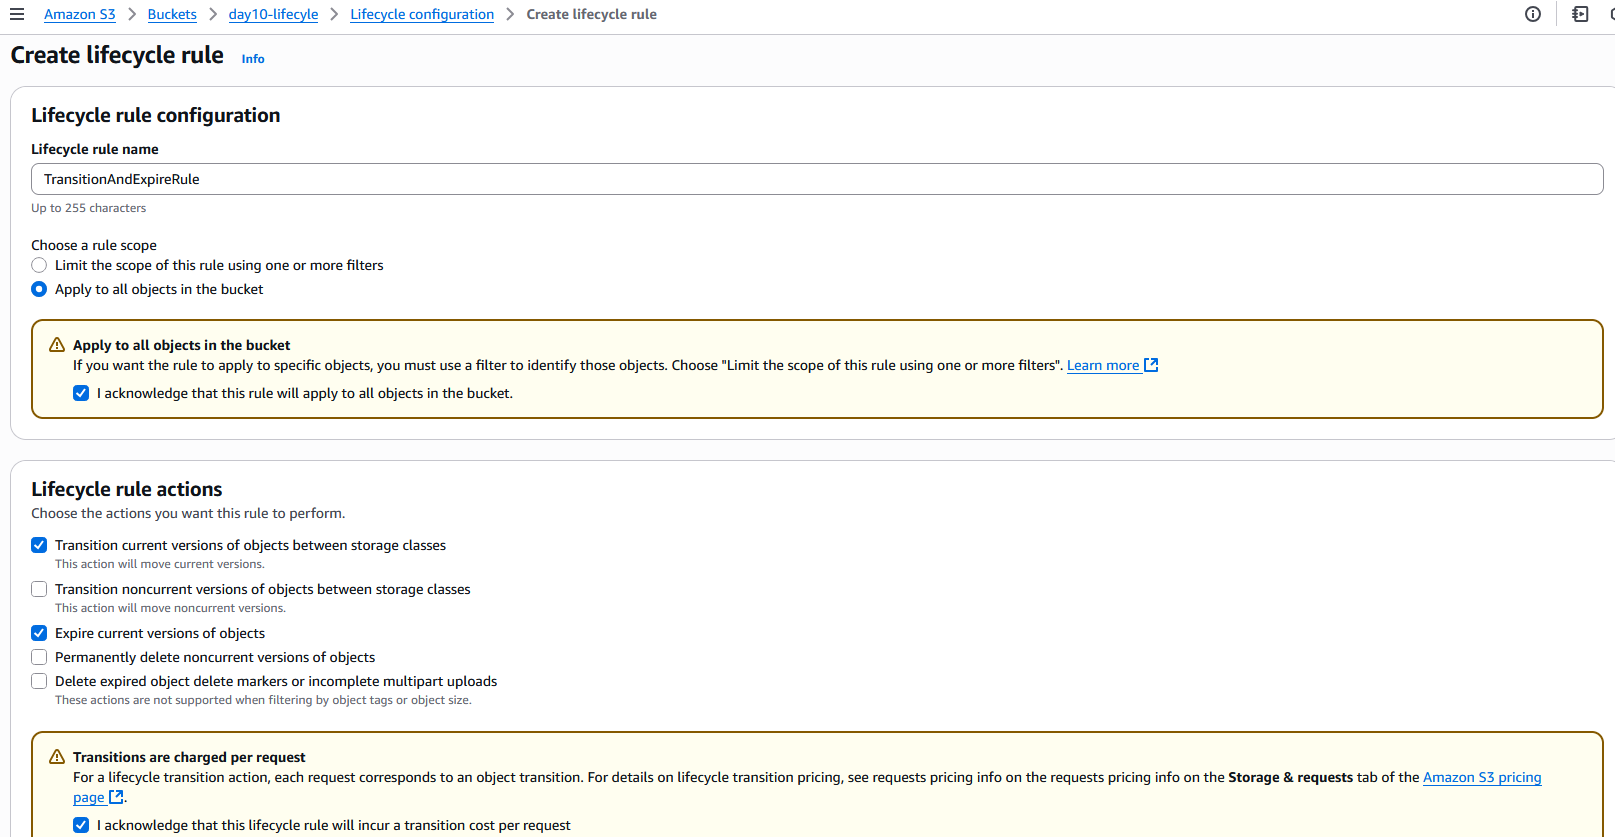 Amazon S3 > Buckets > day10-lifecyle > Lifecycle configuration > Create lifecycle rule
Create lifecycle rule Info
Lifecycle rule configuration
Lifecycle rule name
TransitionAndExpireRule
Up to 255 characters
Choose a rule scope
Limit the scope of this rule using one or more filters
Apply to all objects in the bucket
Apply to all objects in the bucket
If you want the rule to apply to specific objects, you must use a filter to identify those objects. Choose "Limit the scope of this rule using one or more filters". Learn more
I acknowledge that this rule will apply to all objects in the bucket.
Lifecycle rule actions
Choose the actions you want this rule to perform.
Transition current versions of objects between storage classes
This action will move current versions.
Transition noncurrent versions of objects between storage classes
This action will move noncurrent versions.
Expire current versions of objects
Permanently delete noncurrent versions of objects
Delete expired object delete markers or incomplete multipart uploads
These actions are not supported when filtering by object tags or object size.
Transitions are charged per request
For a lifecycle transition action, each request corresponds to an object transition. For details on lifecycle transition pricing, see requests pricing info on the requests pricing info on the Storage & requests tab of the Amazon S3 pricing
page.
I acknowledge that this lifecycle rule will incur a transition cost per request